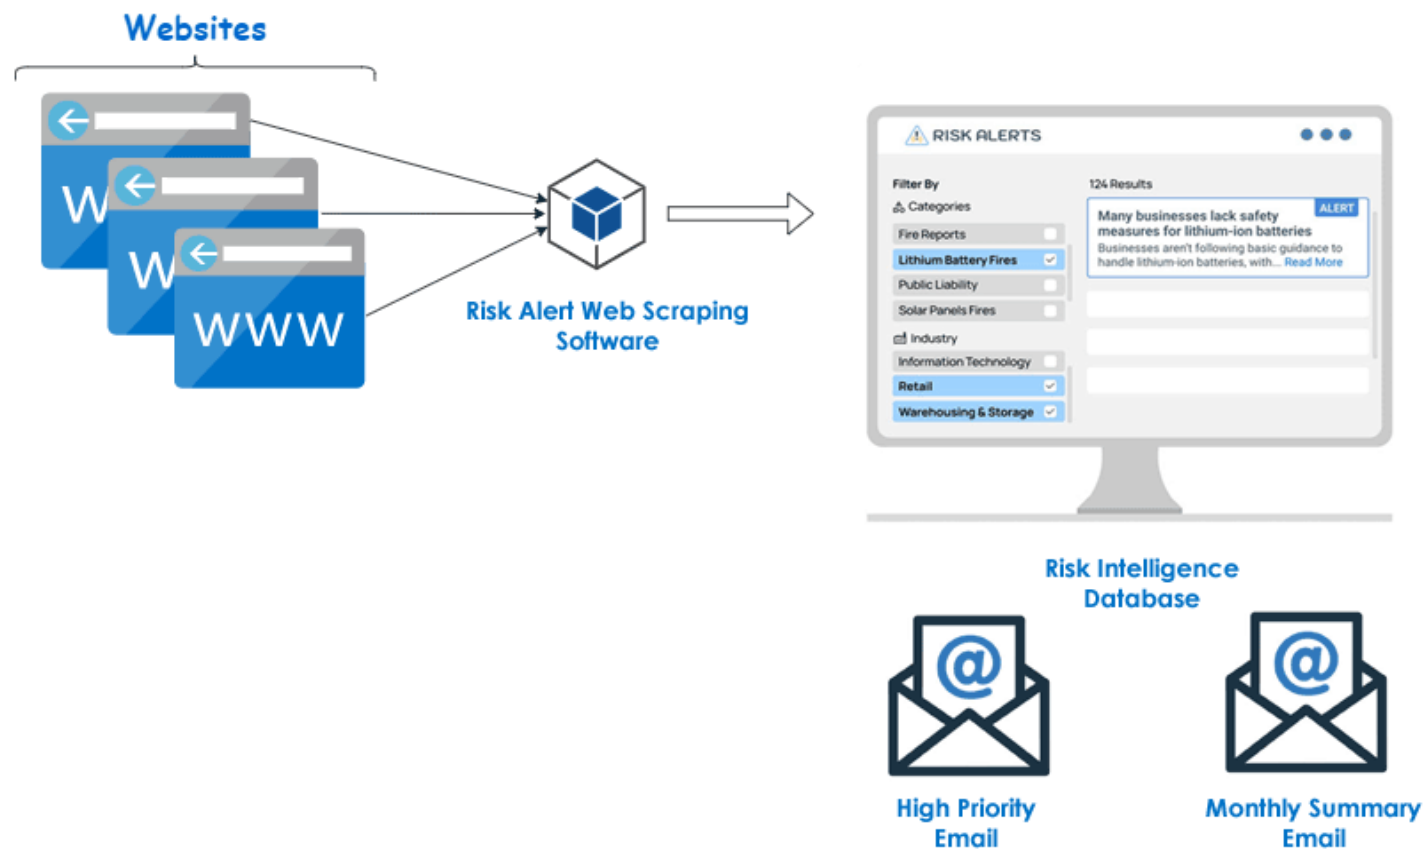 Websites
W
W
WWW
Risk Alert Web Scraping
Software
RISK ALERTS
Filter By
Categories
Fire Reports
Lithium Battery Fires
Public Liability
Solar Panels Fires
Industry
Information Technology
Retail
Warehousing & Storage
124 Results
ALERT
Many businesses lack safety
measures for lithium-ion batteries
Businesses aren't following basic guidance to
handle lithium-ion batteries, with... Read More
Risk Intelligence
Database
@
@
High Priority
Email
Monthly Summary
Email